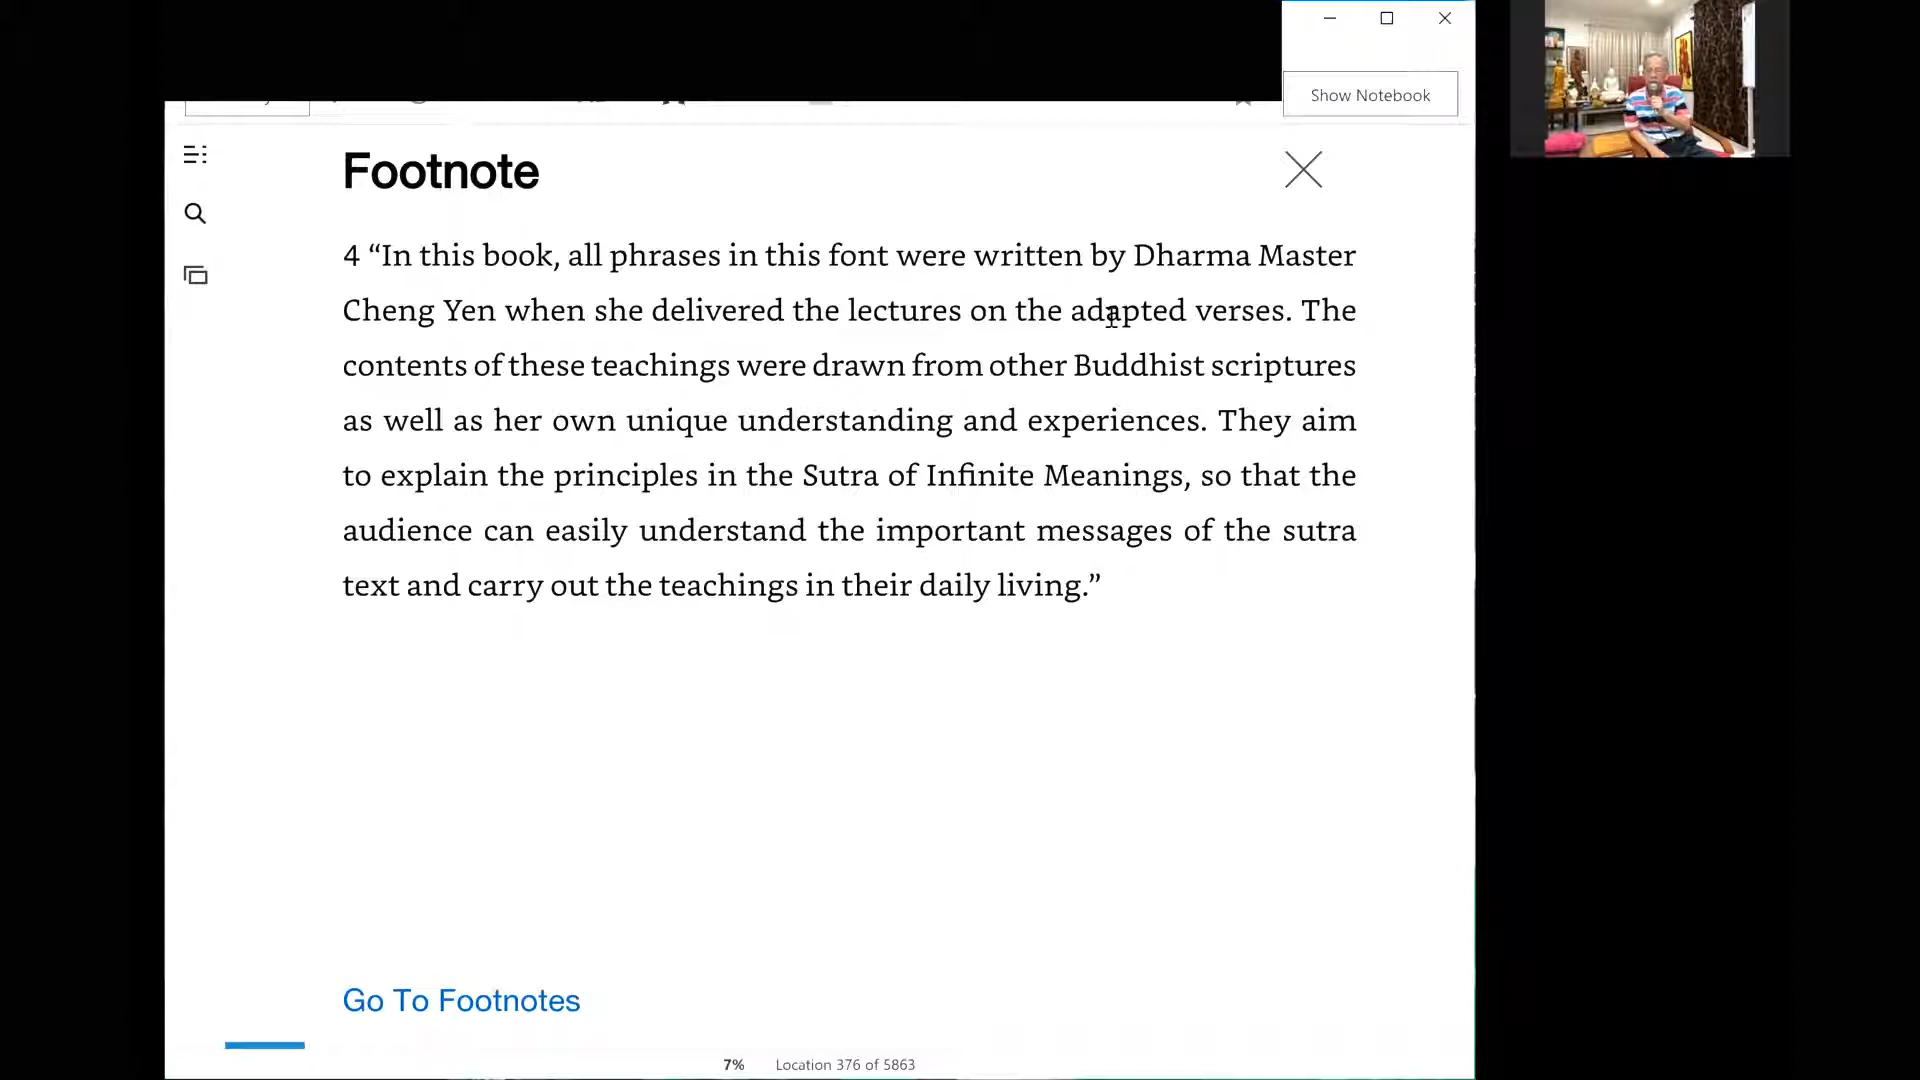 Show Notebook
Footnote
4 “In this book, all phrases in this font were written by Dharma Master
Cheng Yen when she delivered the lectures on the adapted verses. The
contents of these teachings were drawn from other Buddhist scriptures
as well as her own unique understanding and experiences. They aim
to explain the principles in the Sutra of Infinite Meanings, so that the
audience can easily understand the important messages of the sutra
text and carry out the teachings in their daily living.”
Go To Footnotes
7% Location 376 of 5863